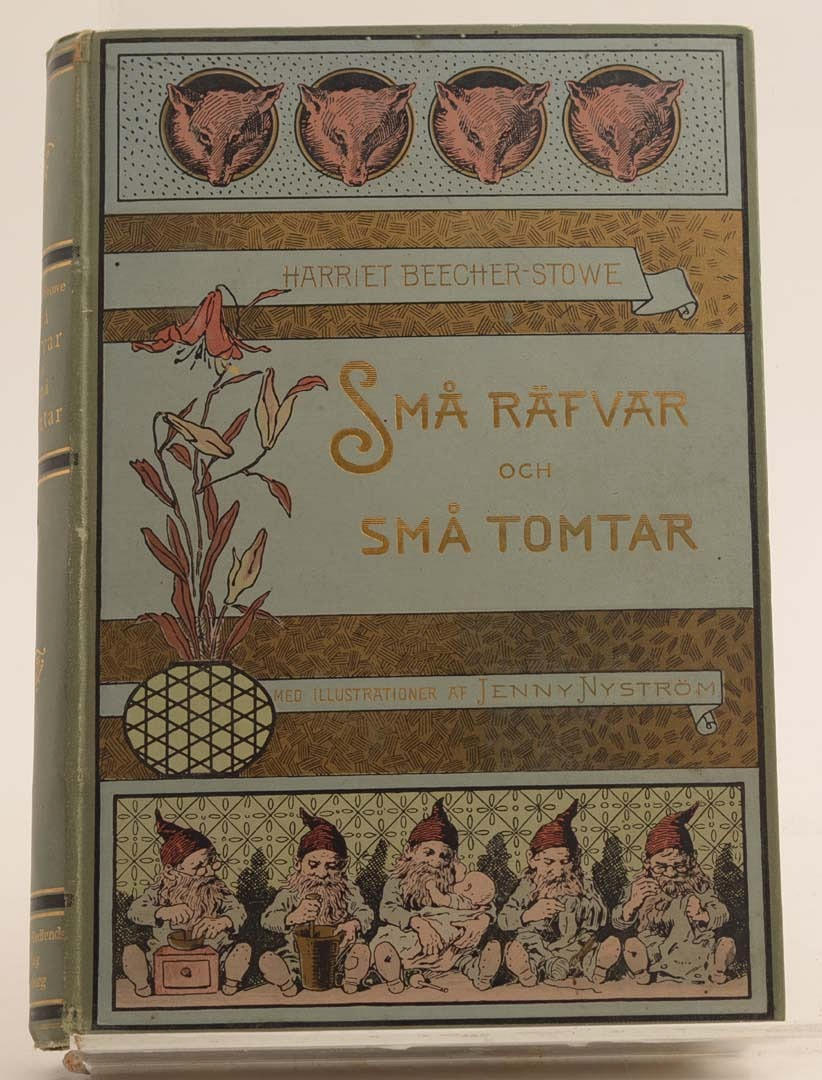 HARRIET BEECHER-STOWE
SMÅ RÄFVAR
OCH
SMÅ TOMTAR
MED ILLUSTRATIONER AF JENNY NYSTRÖM